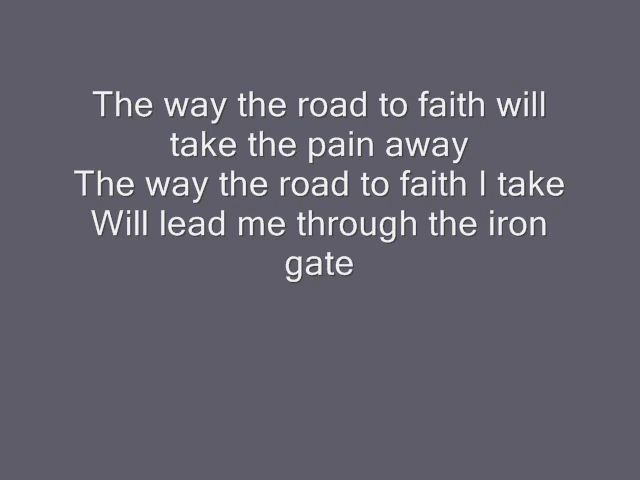 The way the road to faith will
take the pain away
The way the road to faith I take
Will lead me through the iron
gate